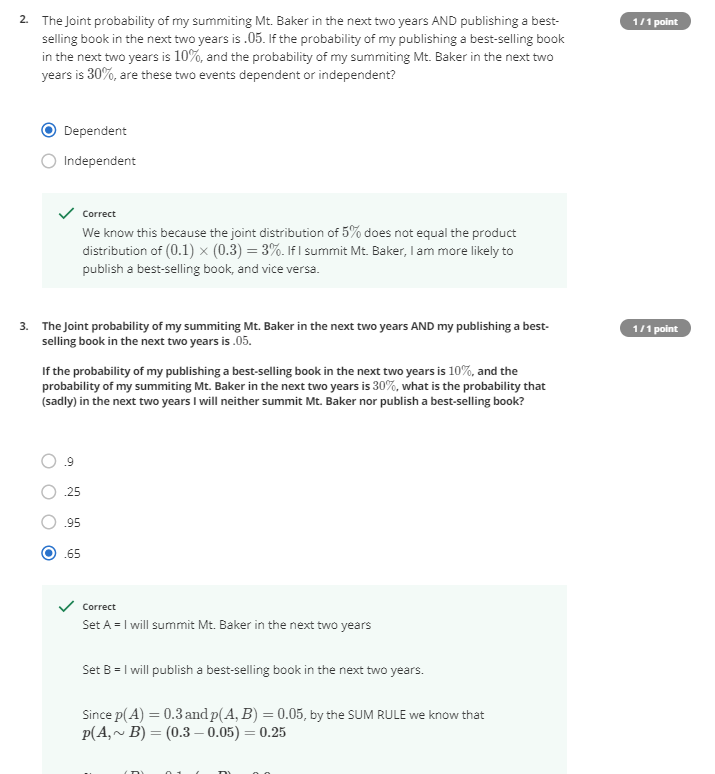 2. The Joint probability of my summiting Mt. Baker in the next two years AND publishing a best-
1 / 1 point
selling book in the next two years is .05. If the probability of my publishing a best-selling book
in the next two years is 10%, and the probability of my summiting Mt. Baker in the next two
years is 30%, are these two events dependent or independent?
Dependent
Independent
Correct
We know this because the joint distribution of 5% does not equal the product
distribution of (0.1) × (0.3) = 3%. If I summit Mt. Baker, I am more likely to
publish a best-selling book, and vice versa.
3. The Joint probability of my summiting Mt. Baker in the next two years AND my publishing a best-
1 / 1 point
selling book in the next two years is .05.
If the probability of my publishing a best-selling book in the next two years is 10%, and the
probability of my summiting Mt. Baker in the next two years is 30%, what is the probability that
(sadly) in the next two years I will neither summit Mt. Baker nor publish a best-selling book?
.9
.25
.95
.65
Correct
Set A = I will summit Mt. Baker in the next two years
Set B = I will publish a best-selling book in the next two years.
Since p(A) = 0.3 and p(A, B) = 0.05, by the SUM RULE we know that
p(A, ~ B) = (0.3 – 0.05) = 0.25